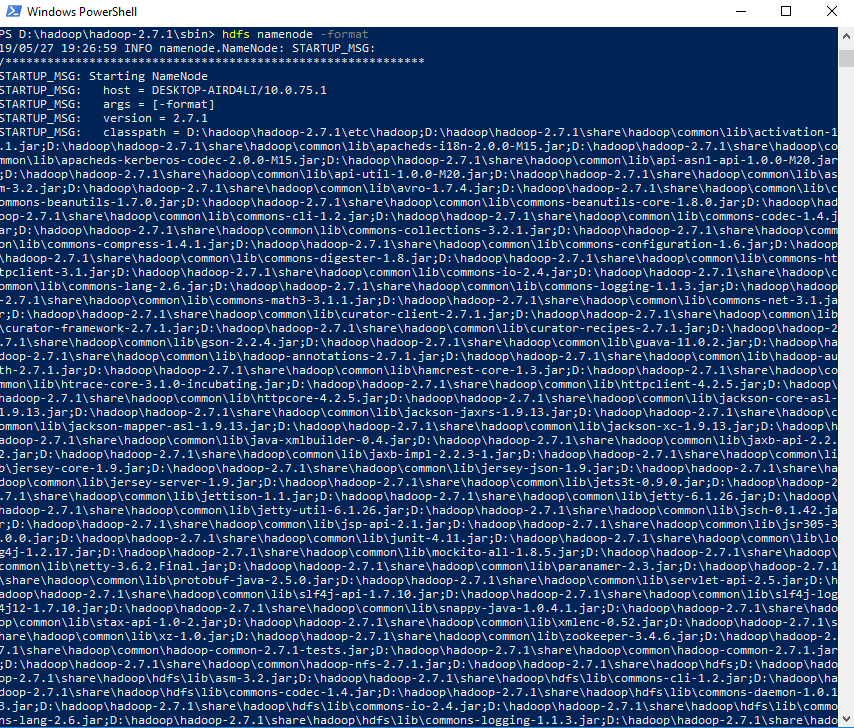 Windows PowerShell
PS D:\hadoop\hadoop-2.7.1\sbin> hdfs namenode -format
19/05/27 19:26:59 INFO namenode.NameNode: STARTUP_MSG:
/************************************************************
STARTUP_MSG: Starting NameNode
STARTUP_MSG:   host = DESKTOP-AIRD4LI/10.0.75.1
STARTUP_MSG:   args = [-format]
STARTUP_MSG:   version = 2.7.1
STARTUP_MSG:   classpath = D:\hadoop\hadoop-2.7.1\etc\hadoop;D:\hadoop\hadoop-2.7.1\share\hadoop\common\lib\activation-1
.1.jar;D:\hadoop\hadoop-2.7.1\share\hadoop\common\lib\apacheds-i18n-2.0.0-M15.jar;D:\hadoop\hadoop-2.7.1\share\hadoop\co
mmon\lib\apacheds-kerberos-codec-2.0.0-M15.jar;D:\hadoop\hadoop-2.7.1\share\hadoop\common\lib\api-asn1-api-1.0.0-M20.jar
;D:\hadoop\hadoop-2.7.1\share\hadoop\common\lib\api-util-1.0.0-M20.jar;D:\hadoop\hadoop-2.7.1\share\hadoop\common\lib\as
m-3.2.jar;D:\hadoop\hadoop-2.7.1\share\hadoop\common\lib\avro-1.7.4.jar;D:\hadoop\hadoop-2.7.1\share\hadoop\common\lib\c
ommons-beanutils-1.7.0.jar;D:\hadoop\hadoop-2.7.1\share\hadoop\common\lib\commons-beanutils-core-1.8.0.jar;D:\hadoop\had
oop-2.7.1\share\hadoop\common\lib\commons-cli-1.2.jar;D:\hadoop\hadoop-2.7.1\share\hadoop\common\lib\commons-codec-1.4.j
ar;D:\hadoop\hadoop-2.7.1\share\hadoop\common\lib\commons-collections-3.2.1.jar;D:\hadoop\hadoop-2.7.1\share\hadoop\comm
on\lib\commons-compress-1.4.1.jar;D:\hadoop\hadoop-2.7.1\share\hadoop\common\lib\commons-configuration-1.6.jar;D:\hadoop
\hadoop-2.7.1\share\hadoop\common\lib\commons-digester-1.8.jar;D:\hadoop\hadoop-2.7.1\share\hadoop\common\lib\commons-ht
tpclient-3.1.jar;D:\hadoop\hadoop-2.7.1\share\hadoop\common\lib\commons-io-2.4.jar;D:\hadoop\hadoop-2.7.1\share\hadoop\c
ommon\lib\commons-lang-2.6.jar;D:\hadoop\hadoop-2.7.1\share\hadoop\common\lib\commons-logging-1.1.3.jar;D:\hadoop\hadoop
-2.7.1\share\hadoop\common\lib\commons-math3-3.1.1.jar;D:\hadoop\hadoop-2.7.1\share\hadoop\common\lib\commons-net-3.1.ja
r;D:\hadoop\hadoop-2.7.1\share\hadoop\common\lib\curator-client-2.7.1.jar;D:\hadoop\hadoop-2.7.1\share\hadoop\common\lib
\curator-framework-2.7.1.jar;D:\hadoop\hadoop-2.7.1\share\hadoop\common\lib\curator-recipes-2.7.1.jar;D:\hadoop\hadoop-2
.7.1\share\hadoop\common\lib\gson-2.2.4.jar;D:\hadoop\hadoop-2.7.1\share\hadoop\common\lib\guava-11.0.2.jar;D:\hadoop\ha
doop-2.7.1\share\hadoop\common\lib\hadoop-annotations-2.7.1.jar;D:\hadoop\hadoop-2.7.1\share\hadoop\common\lib\hadoop-au
th-2.7.1.jar;D:\hadoop\hadoop-2.7.1\share\hadoop\common\lib\hamcrest-core-1.3.jar;D:\hadoop\hadoop-2.7.1\share\hadoop\co
mmon\lib\htrace-core-3.1.0-incubating.jar;D:\hadoop\hadoop-2.7.1\share\hadoop\common\lib\httpclient-4.2.5.jar;D:\hadoop\
hadoop-2.7.1\share\hadoop\common\lib\httpcore-4.2.5.jar;D:\hadoop\hadoop-2.7.1\share\hadoop\common\lib\jackson-core-asl-
1.9.13.jar;D:\hadoop\hadoop-2.7.1\share\hadoop\common\lib\jackson-jaxrs-1.9.13.jar;D:\hadoop\hadoop-2.7.1\share\hadoop\c
ommon\lib\jackson-mapper-asl-1.9.13.jar;D:\hadoop\hadoop-2.7.1\share\hadoop\common\lib\jackson-xc-1.9.13.jar;D:\hadoop\h
adoop-2.7.1\share\hadoop\common\lib\java-xmlbuilder-0.4.jar;D:\hadoop\hadoop-2.7.1\share\hadoop\common\lib\jaxb-api-2.2.
2.jar;D:\hadoop\hadoop-2.7.1\share\hadoop\common\lib\jaxb-impl-2.2.3-1.jar;D:\hadoop\hadoop-2.7.1\share\hadoop\common\li
b\jersey-core-1.9.jar;D:\hadoop\hadoop-2.7.1\share\hadoop\common\lib\jersey-json-1.9.jar;D:\hadoop\hadoop-2.7.1\share\ha
doop\common\lib\jersey-server-1.9.jar;D:\hadoop\hadoop-2.7.1\share\hadoop\common\lib\jets3t-0.9.0.jar;D:\hadoop\hadoop-2
.7.1\share\hadoop\common\lib\jettison-1.1.jar;D:\hadoop\hadoop-2.7.1\share\hadoop\common\lib\jetty-6.1.26.jar;D:\hadoop\
hadoop-2.7.1\share\hadoop\common\lib\jetty-util-6.1.26.jar;D:\hadoop\hadoop-2.7.1\share\hadoop\common\lib\jsch-0.1.42.ja
r;D:\hadoop\hadoop-2.7.1\share\hadoop\common\lib\jsp-api-2.1.jar;D:\hadoop\hadoop-2.7.1\share\hadoop\common\lib\jsr305-3
.0.0.jar;D:\hadoop\hadoop-2.7.1\share\hadoop\common\lib\junit-4.11.jar;D:\hadoop\hadoop-2.7.1\share\hadoop\common\lib\lo
g4j-1.2.17.jar;D:\hadoop\hadoop-2.7.1\share\hadoop\common\lib\mockito-all-1.8.5.jar;D:\hadoop\hadoop-2.7.1\share\hadoop\
common\lib\netty-3.6.2.Final.jar;D:\hadoop\hadoop-2.7.1\share\hadoop\common\lib\paranamer-2.3.jar;D:\hadoop\hadoop-2.7.1
\share\hadoop\common\lib\protobuf-java-2.5.0.jar;D:\hadoop\hadoop-2.7.1\share\hadoop\common\lib\servlet-api-2.5.jar;D:\h
adoop\hadoop-2.7.1\share\hadoop\common\lib\slf4j-api-1.7.10.jar;D:\hadoop\hadoop-2.7.1\share\hadoop\common\lib\slf4j-log
4j12-1.7.10.jar;D:\hadoop\hadoop-2.7.1\share\hadoop\common\lib\snappy-java-1.0.4.1.jar;D:\hadoop\hadoop-2.7.1\share\hado
op\common\lib\stax-api-1.0-2.jar;D:\hadoop\hadoop-2.7.1\share\hadoop\common\lib\xmlenc-0.52.jar;D:\hadoop\hadoop-2.7.1\s
hare\hadoop\common\lib\xz-1.0.jar;D:\hadoop\hadoop-2.7.1\share\hadoop\common\lib\zookeeper-3.4.6.jar;D:\hadoop\hadoop-2.
7.1\share\hadoop\common\hadoop-common-2.7.1-tests.jar;D:\hadoop\hadoop-2.7.1\share\hadoop\common\hadoop-common-2.7.1.jar
;D:\hadoop\hadoop-2.7.1\share\hadoop\common\hadoop-nfs-2.7.1.jar;D:\hadoop\hadoop-2.7.1\share\hadoop\hdfs;D:\hadoop\hado
op-2.7.1\share\hadoop\hdfs\lib\asm-3.2.jar;D:\hadoop\hadoop-2.7.1\share\hadoop\hdfs\lib\commons-cli-1.2.jar;D:\hadoop\ha
doop-2.7.1\share\hadoop\hdfs\lib\commons-codec-1.4.jar;D:\hadoop\hadoop-2.7.1\share\hadoop\hdfs\lib\commons-daemon-1.0.1
3.jar;D:\hadoop\hadoop-2.7.1\share\hadoop\hdfs\lib\commons-io-2.4.jar;D:\hadoop\hadoop-2.7.1\share\hadoop\hdfs\lib\commo
ns-lang-2.6.jar;D:\hadoop\hadoop-2.7.1\share\hadoop\hdfs\lib\commons-logging-1.1.3.jar;D:\hadoop\hadoop-2.7.1\share\hado